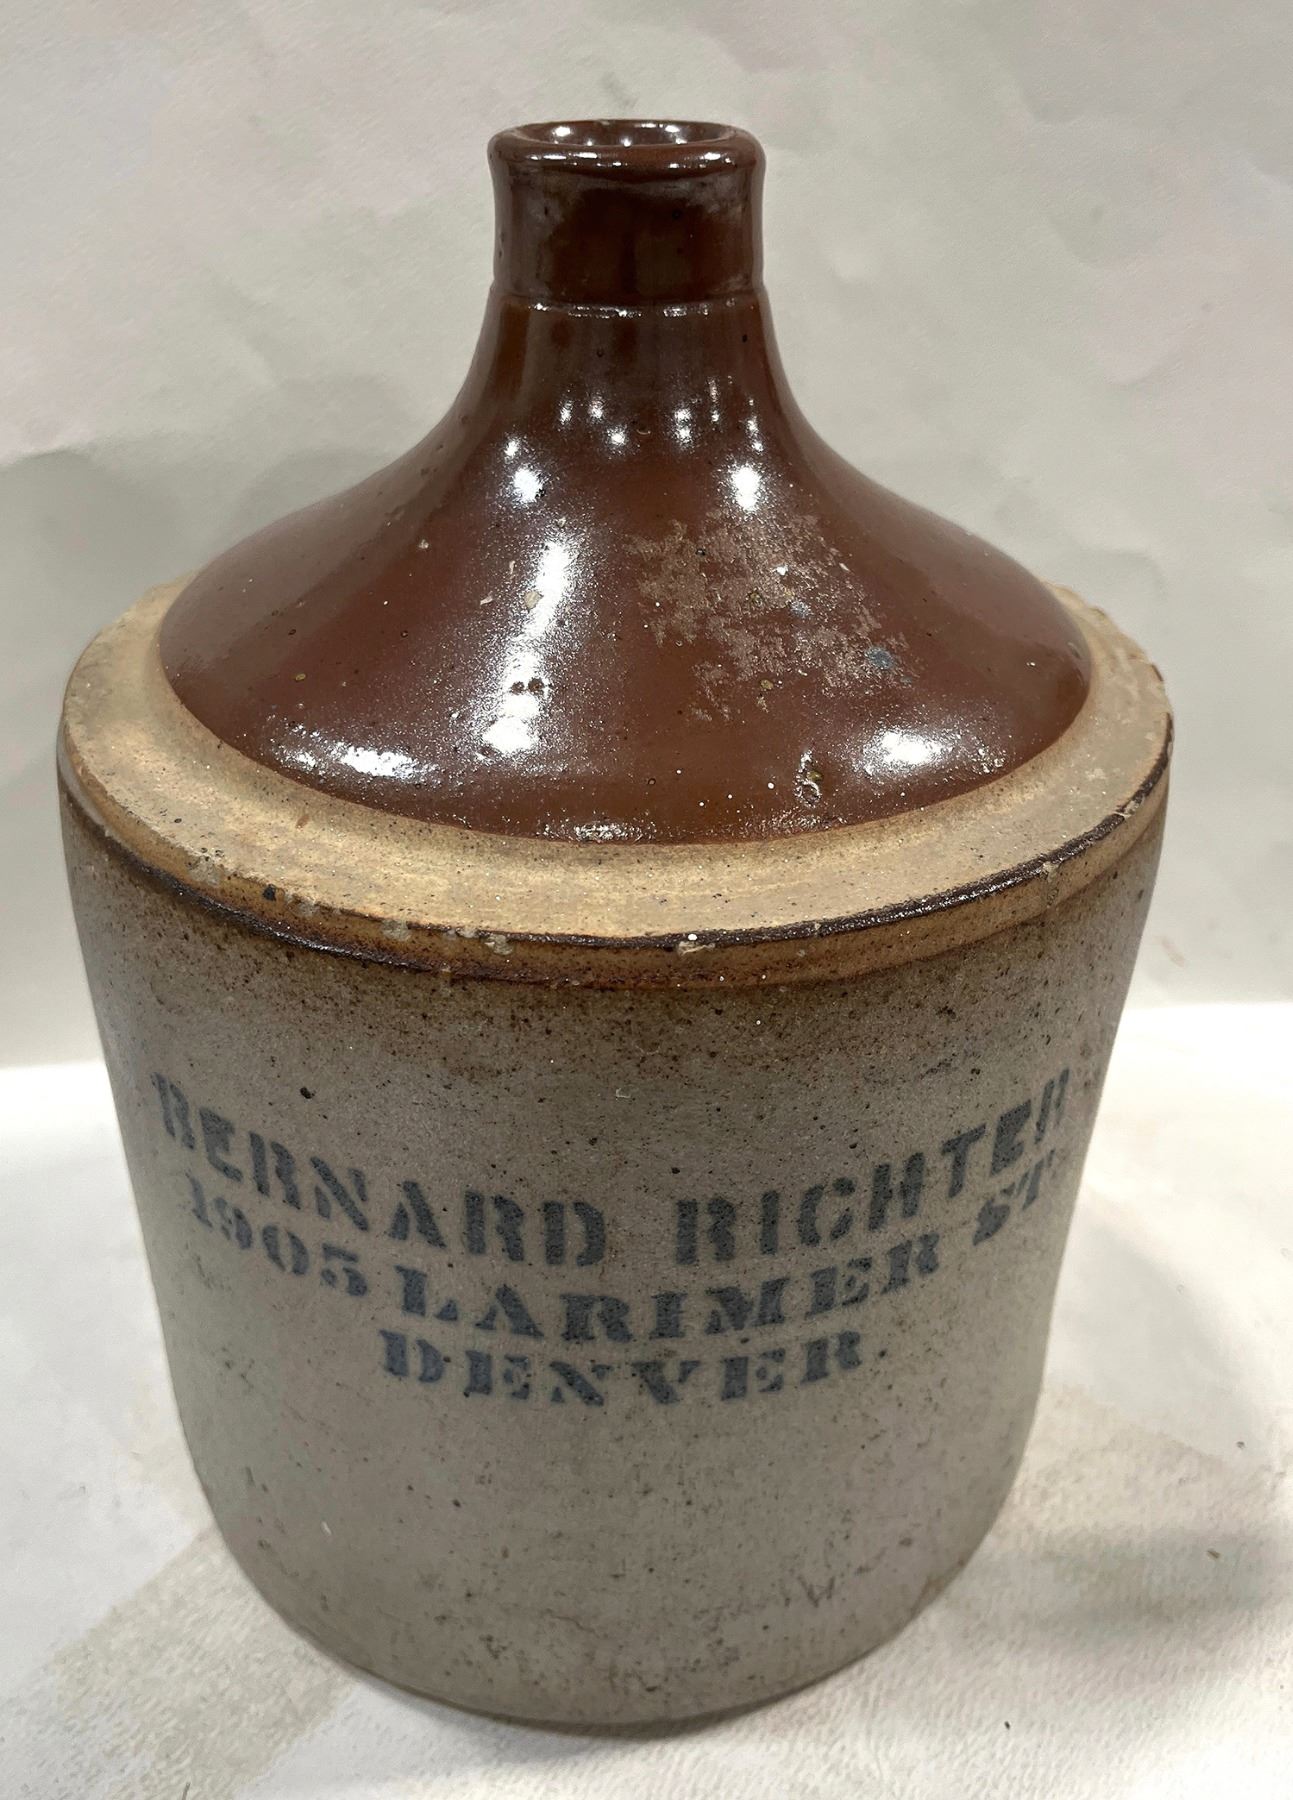 BERNARD RICHTER
1905 LARIMER ST.
DENVER.